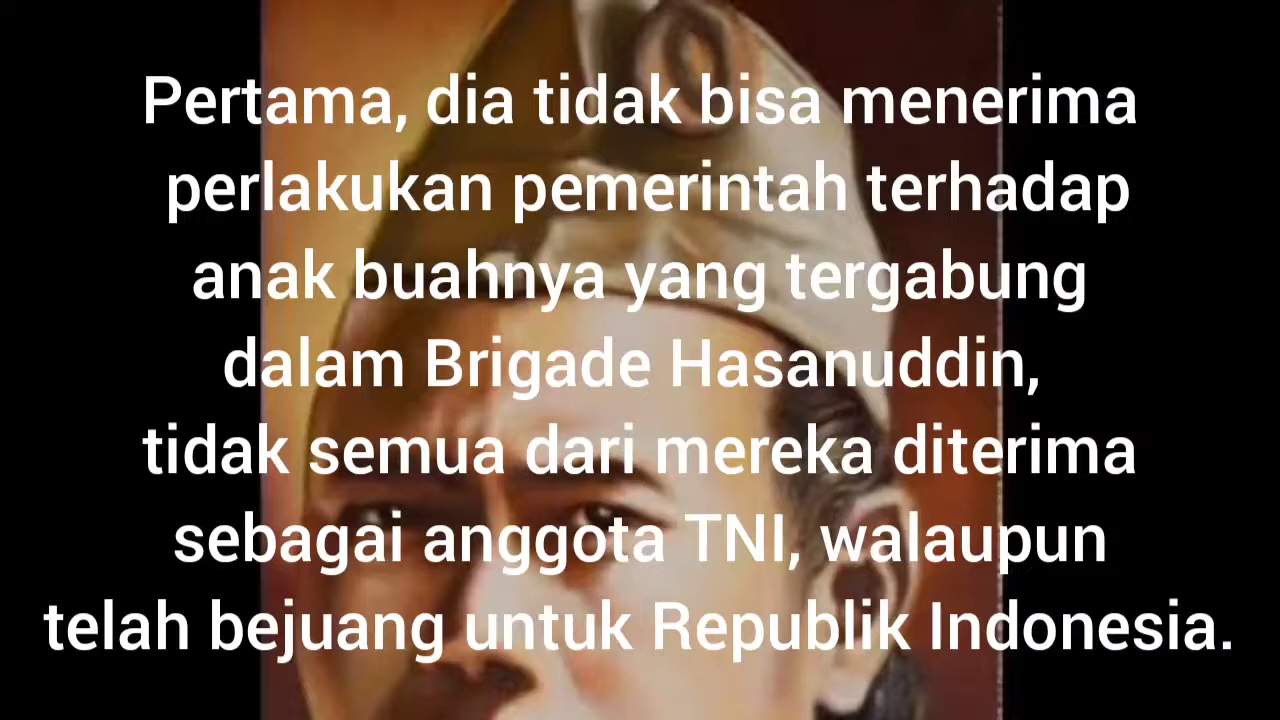 Pertama, dia tidak bisa menerima
perlakukan pemerintah terhadap
anak buahnya yang tergabung
dalam Brigade Hasanuddin,
tidak semua dari mereka diterima
sebagai anggota TNI, walaupun
telah bejuang untuk Republik Indonesia.